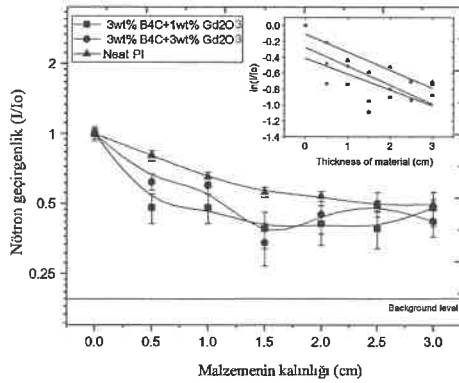 3wt% B4C+1wt% Gd2O3
3wt% B4C+3wt% Gd2O3
Neat PI
Nötron geçirgenlik (I/Io)
2
1
0.5
0.25
0.0 0.5 1.0 1.5 2.0 2.5 3.0
Malzemenin kalınlığı (cm)
Background level
ln(I/Io)
0.0
-0.2
-0.4
-0.6
-0.8
-1.0
-1.2
-1.4
0 1 2 3
Thickness of material (cm)